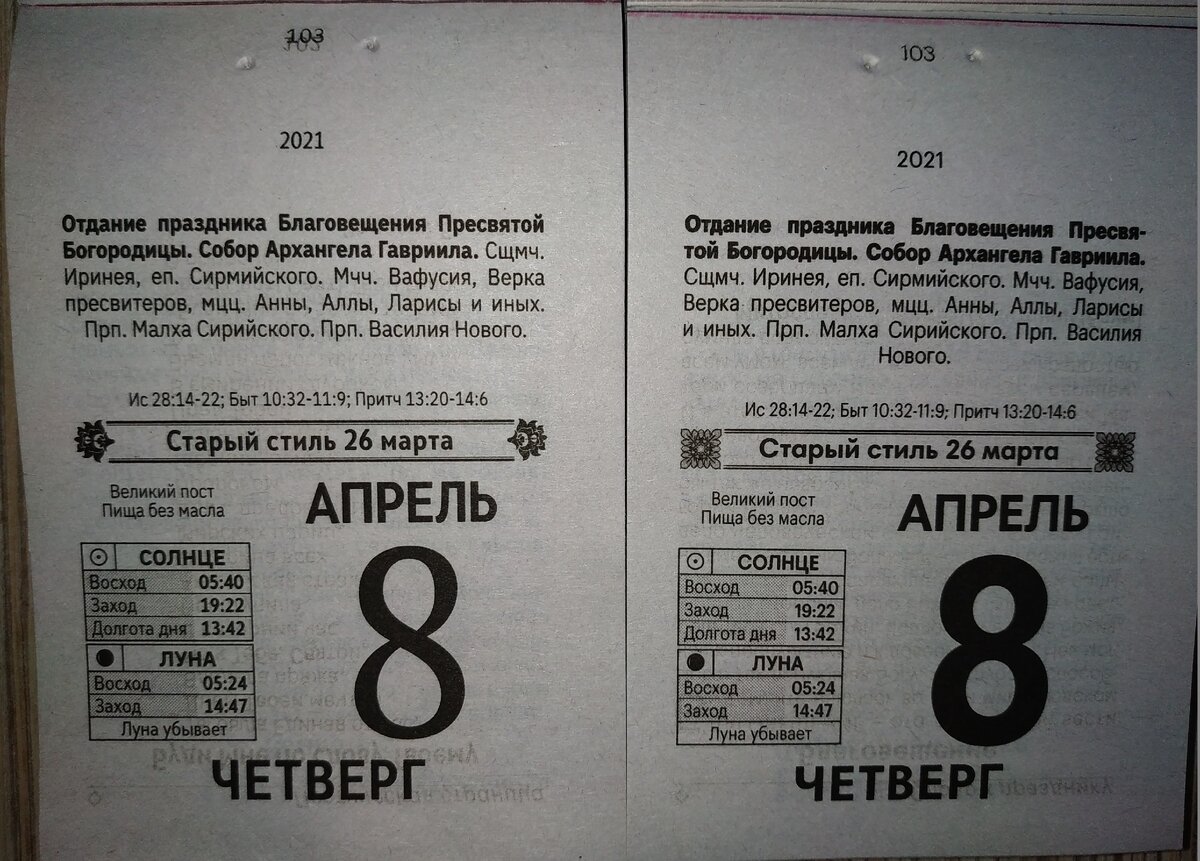 103
2021
Отдание праздника Благовещения Пресвятой
Богородицы. Собор Архангела Гавриила. Сщмч.
Иринея, еп. Сирмийского. Мчч. Вафусия, Верка
пресвитеров, мцц. Анны, Аллы, Ларисы и иных.
Прп. Малха Сирийского. Прп. Василия Нового.
Ис 28:14-22; Быт 10:32-11:9; Притч 13:20-14:6
Старый стиль 26 марта
Великий пост
Пища без масла
АПРЕЛЬ
СОЛНЦЕ
Восход 05:40
Заход 19:22
Долгота дня 13:42
ЛУНА
Восход 05:24
Заход 14:47
Луна убывает
8
ЧЕТВЕРГ
103
2021
Отдание праздника Благовещения Пресвя-
той Богородицы. Собор Архангела Гавриила.
Сщмч. Иринея, еп. Сирмийского. Мчч. Вафусия,
Верка пресвитеров, мцц. Анны, Аллы, Ларисы
и иных. Прп. Малха Сирийского. Прп. Василия
Нового.
Ис 28:14-22; Быт 10:32-11:9; Притч 13:20-14:6
Старый стиль 26 марта
Великий пост
Пища без масла
АПРЕЛЬ
СОЛНЦЕ
Восход 05:40
Заход 19:22
Долгота дня 13:42
ЛУНА
Восход 05:24
Заход 14:47
Луна убывает
8
ЧЕТВЕРГ